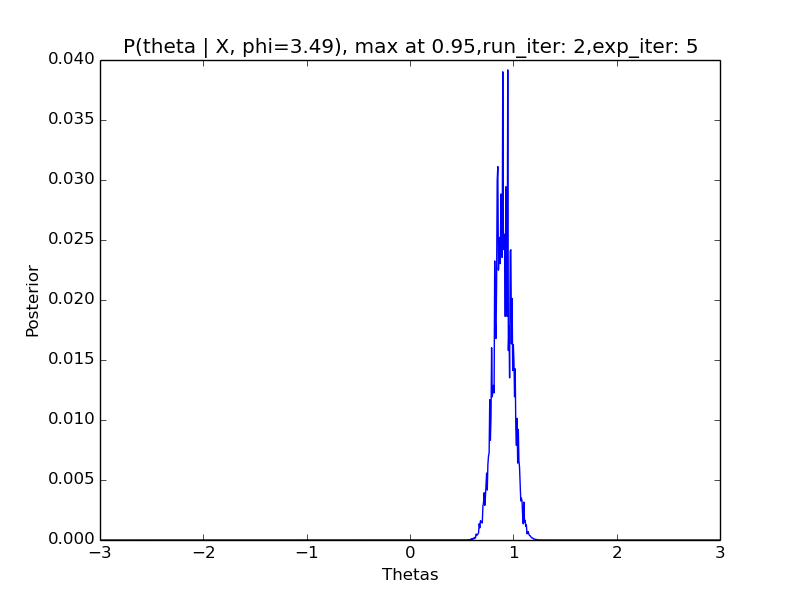 P(theta | X, phi=3.49), max at 0.95,run_iter: 2,exp_iter: 5
0.040
0.035
0.030
0.025
0.020
0.015
0.010
0.005
0.000
Posterior
−3 −2 −1 0 1 2 3
Thetas